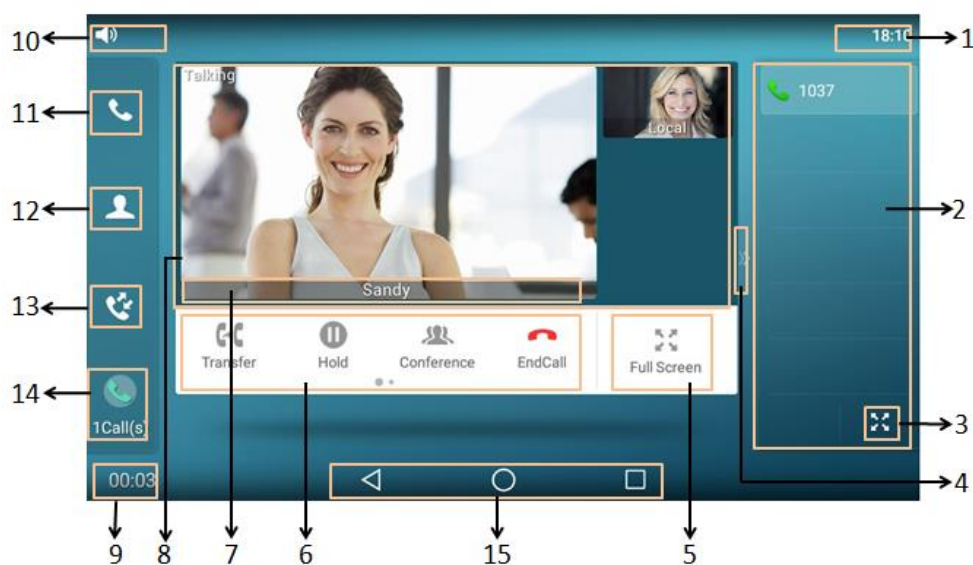 10
18:10
1
Talking
11
1037
Local
12
2
13
Sandy
Transfer
Hold
Conference
EndCall
Full Screen
14
1Call(s)
3
00:03
4
9
8
7
6
15
5